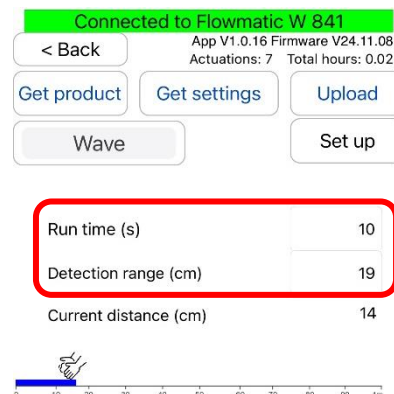 Connected to Flowmatic W 841
< Back
App V1.0.16 Firmware V24.11.08
Actuations: 7 Total hours: 0.02
Get product Get settings Upload
Wave Set up
Run time (s) 10
Detection range (cm) 19
Current distance (cm) 14